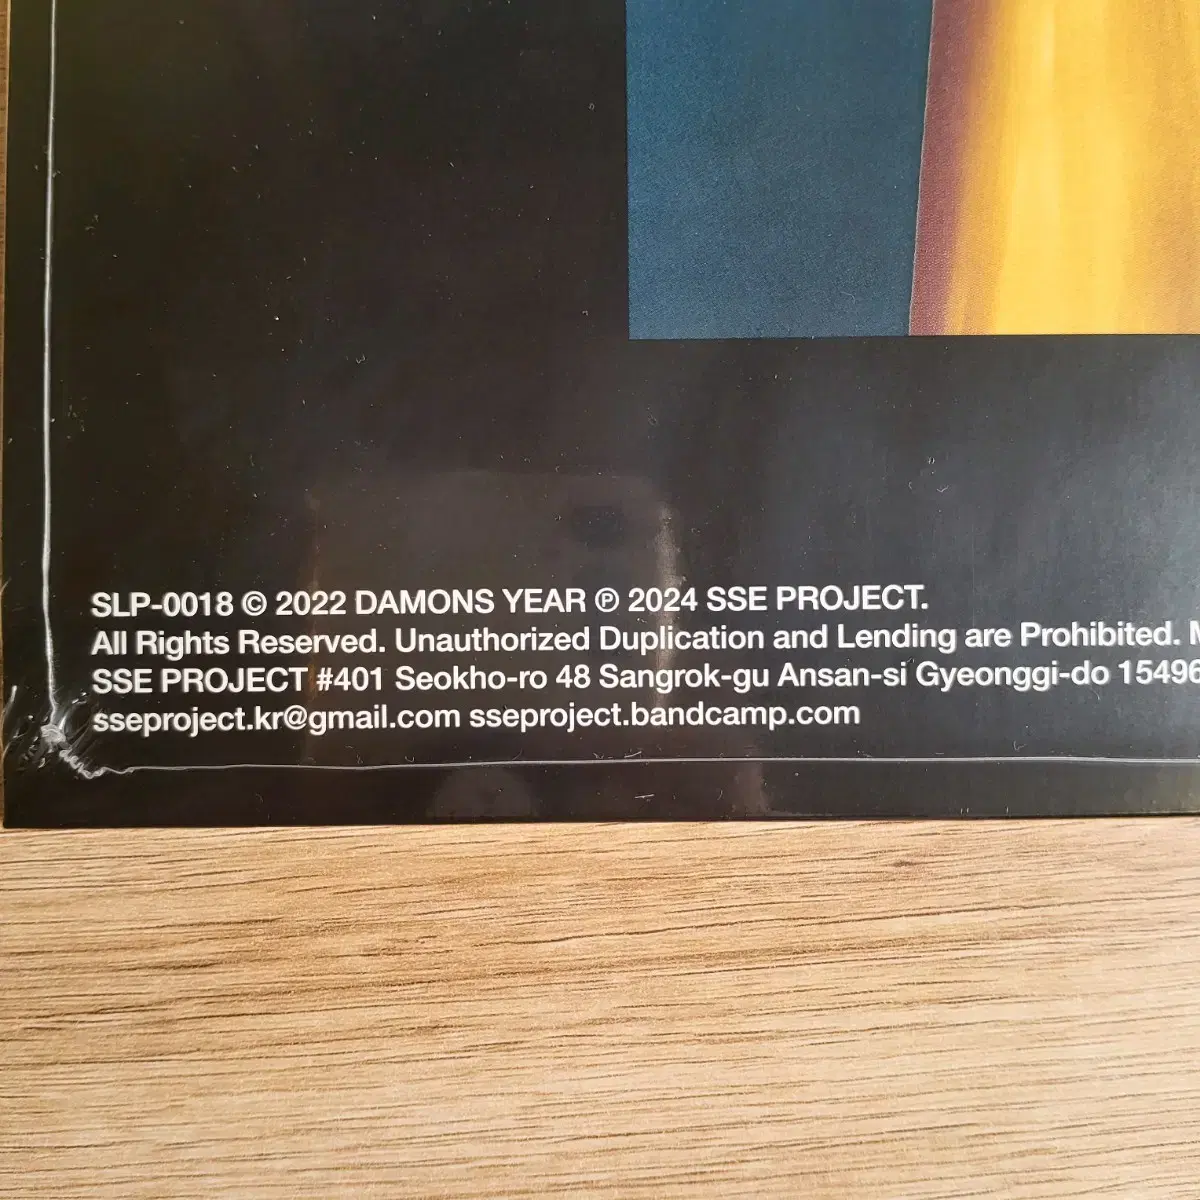 SLP-0018 © 2022 DAMONS YEAR ℗ 2024 SSE PROJECT.
All Rights Reserved. Unauthorized Duplication and Lending are Prohibited.
SSE PROJECT #401 Seokho-ro 48 Sangrok-gu Ansan-si Gyeonggi-do 15496
sseproject.kr@gmail.com sseproject.bandcamp.com